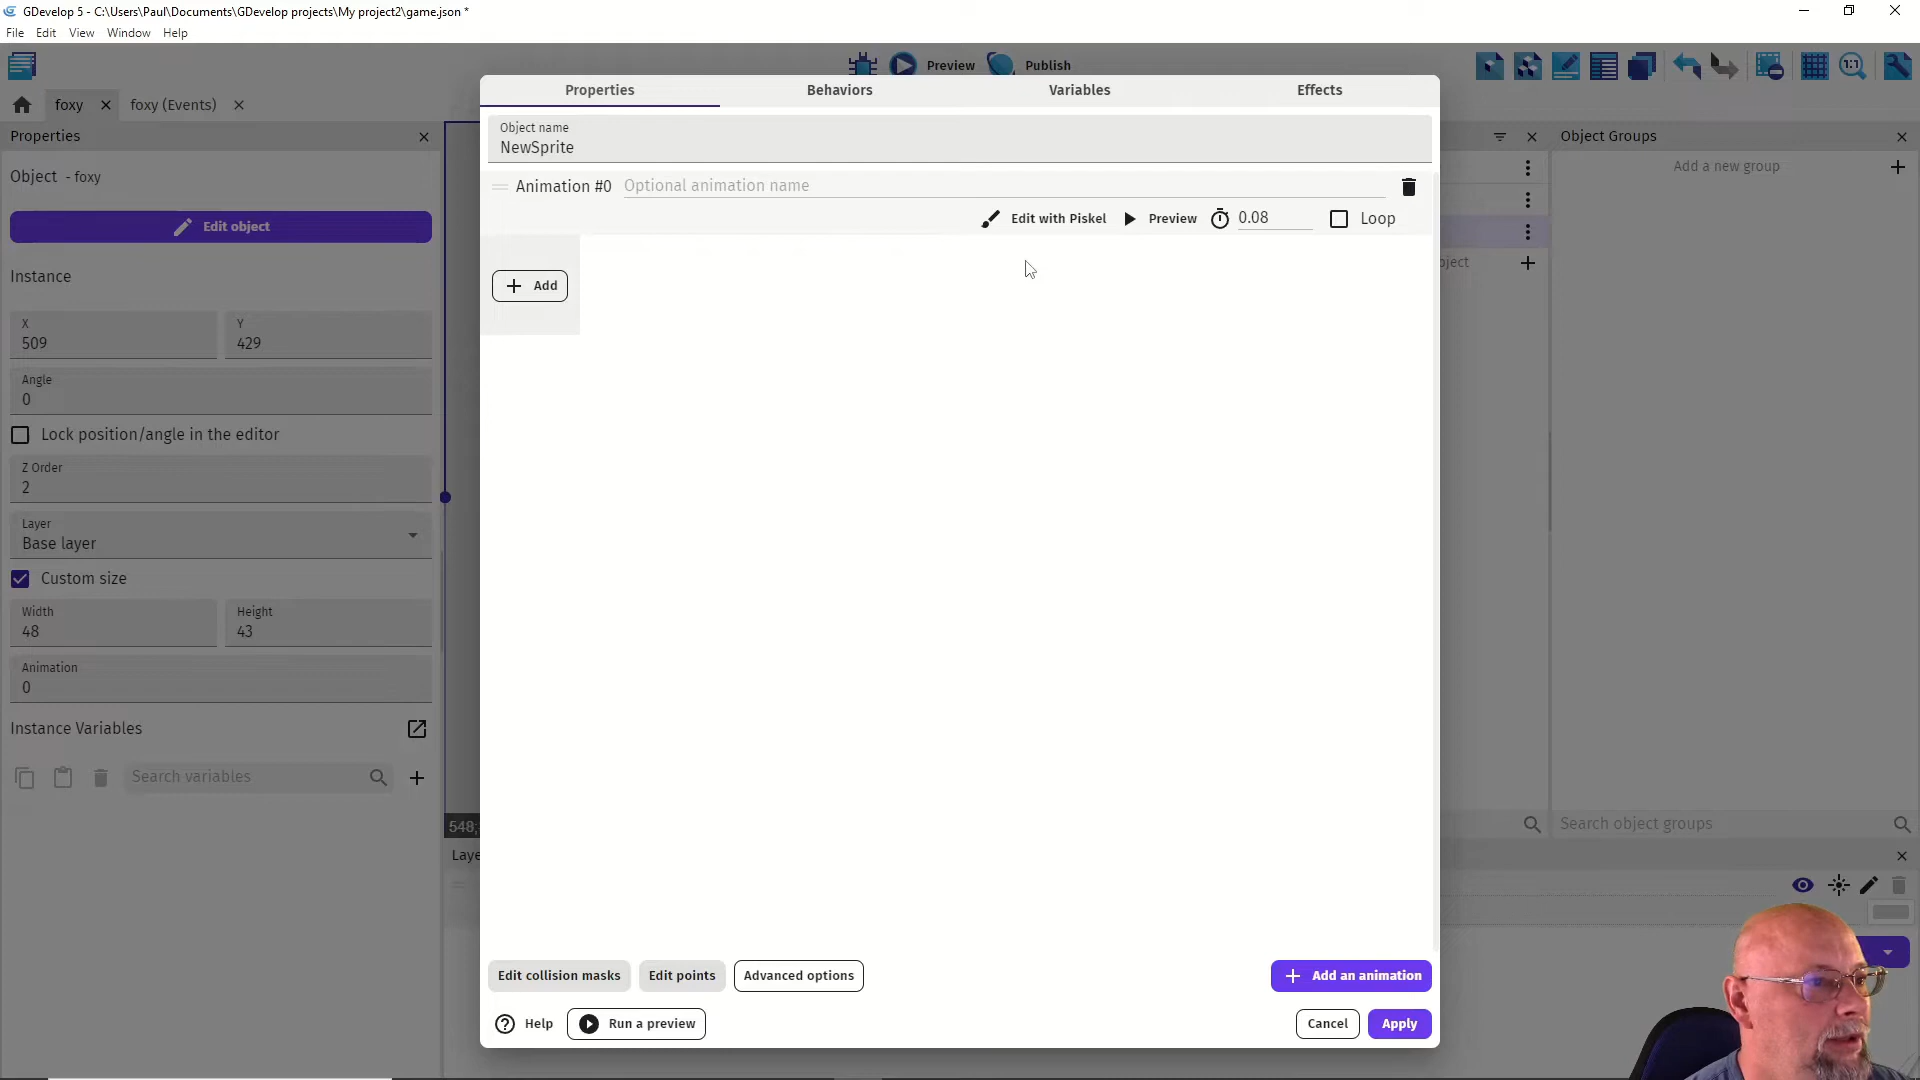 GDevelop 5 - C:\Users\Paul\Documents\GDevelop projects\My project2\game.json *
File Edit View Window Help
Preview Publish
foxy foxy (Events)
Properties
Object - foxy
Edit object
Instance
X
509
Y
429
Angle
0
Lock position/angle in the editor
Z Order
2
Layer
Base layer
Custom size
Width
48
Height
43
Animation
0
Instance Variables
Search variables
Properties Behaviors Variables Effects
Object name
NewSprite
Animation #0 Optional animation name
Edit with Piskel Preview 0.08 Loop
Add
Edit collision masks Edit points Advanced options Add an animation
Help Run a preview Cancel Apply
548,
Object Groups
Add a new group
Search object groups
1:1